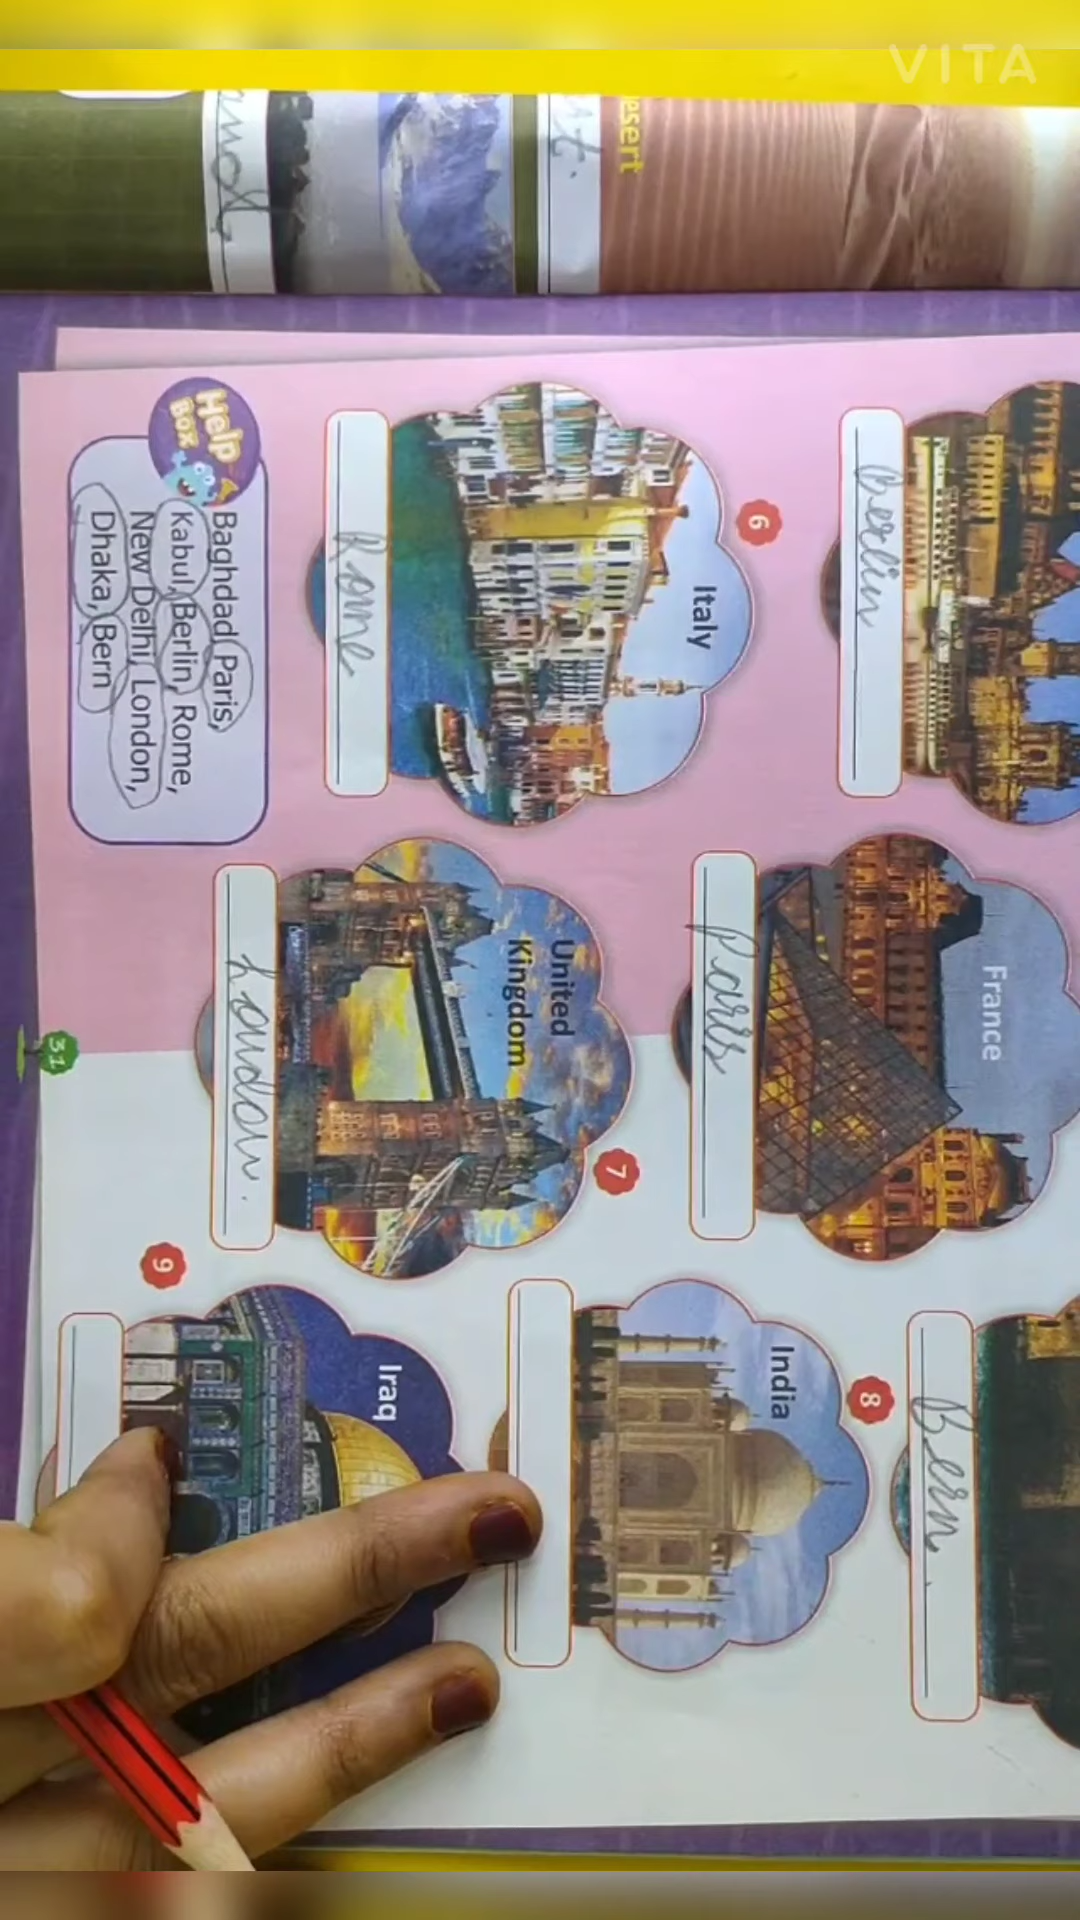 VITA
esert
t.
Berlin
6
Italy
Rome
France
Paris
7
United
Kingdom
London.
Bern.
8
India
9
Iraq
Help
Box
Baghdad, Paris,
Kabul, Berlin, Rome,
New Delhi, London,
Dhaka, Bern
31